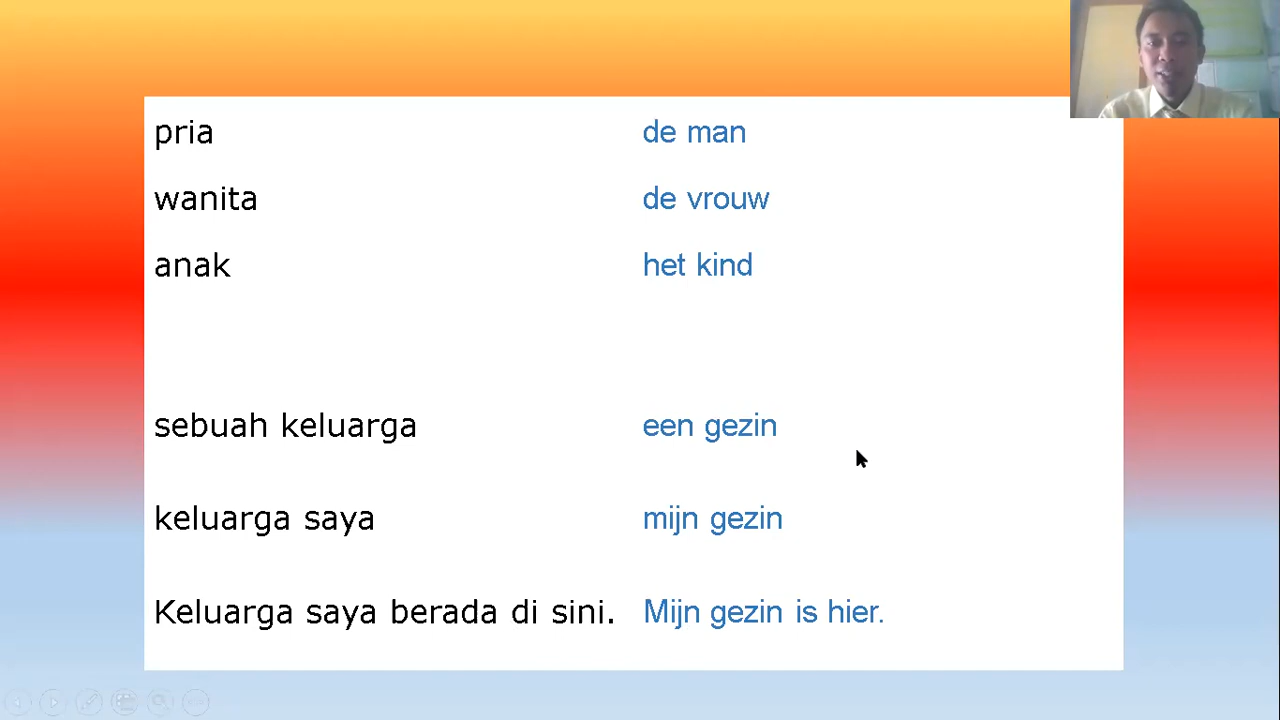 pria de man
wanita de vrouw
anak het kind
sebuah keluarga een gezin
keluarga saya mijn gezin
Keluarga saya berada di sini. Mijn gezin is hier.